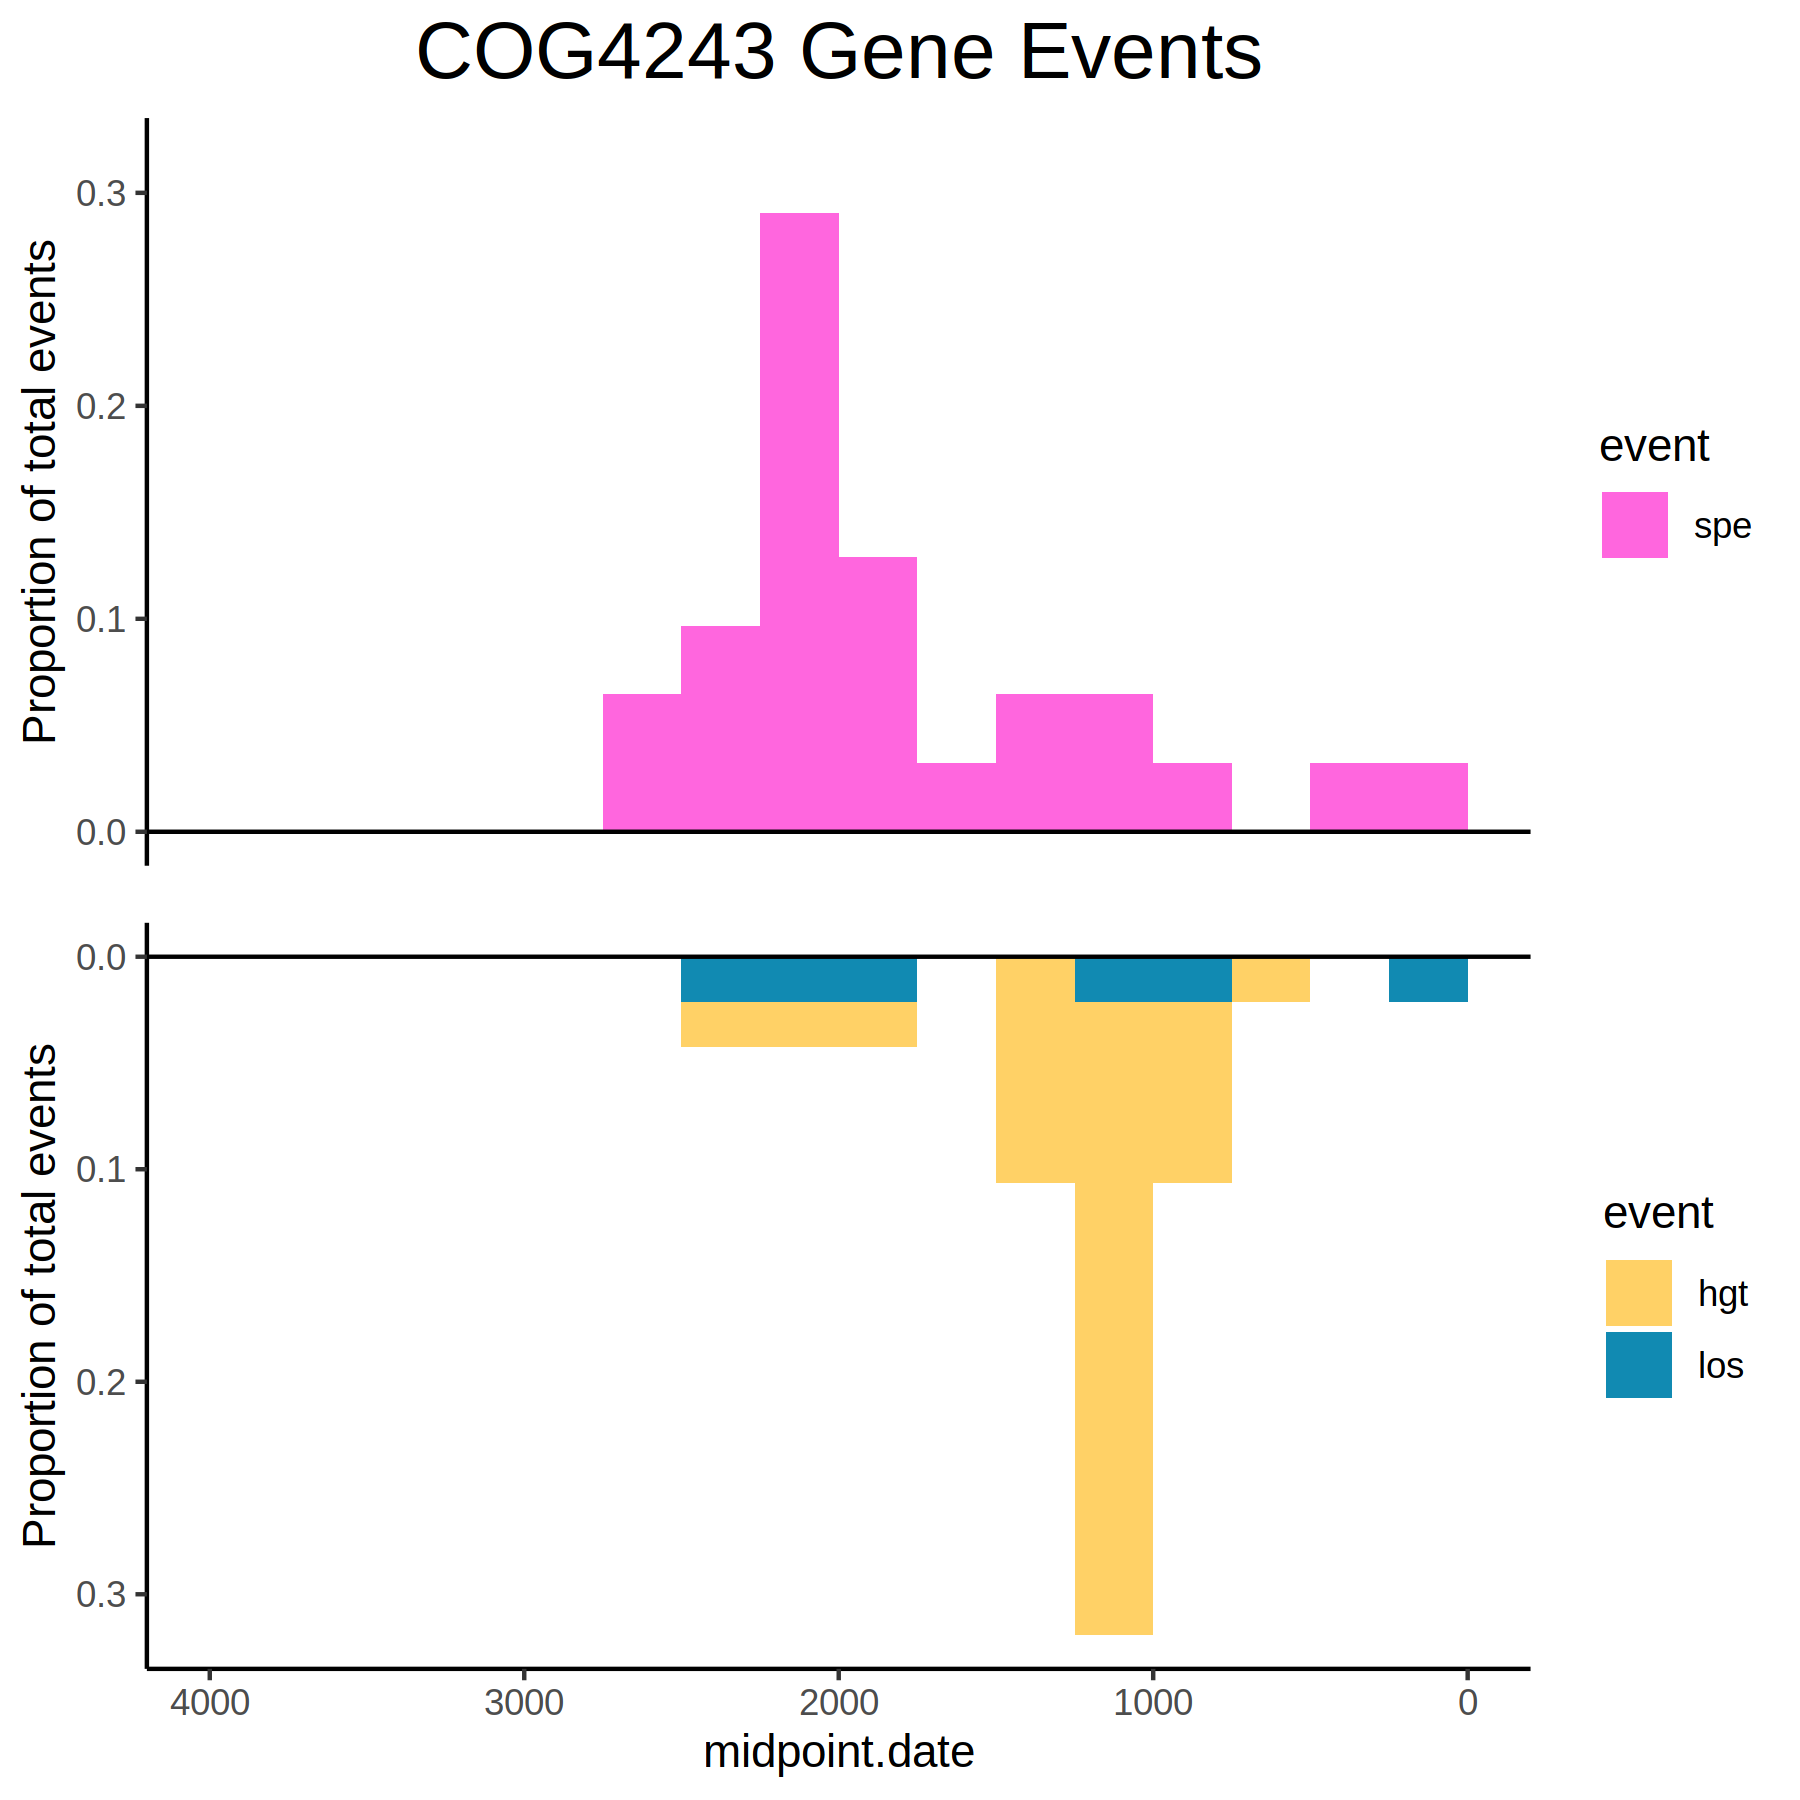 COG4243 Gene Events
Proportion of total events
0.3
0.2
0.1
0.0
event
spe
Proportion of total events
0.0
0.1
0.2
0.3
event
hgt
los
4000 3000 2000 1000 0
midpoint.date